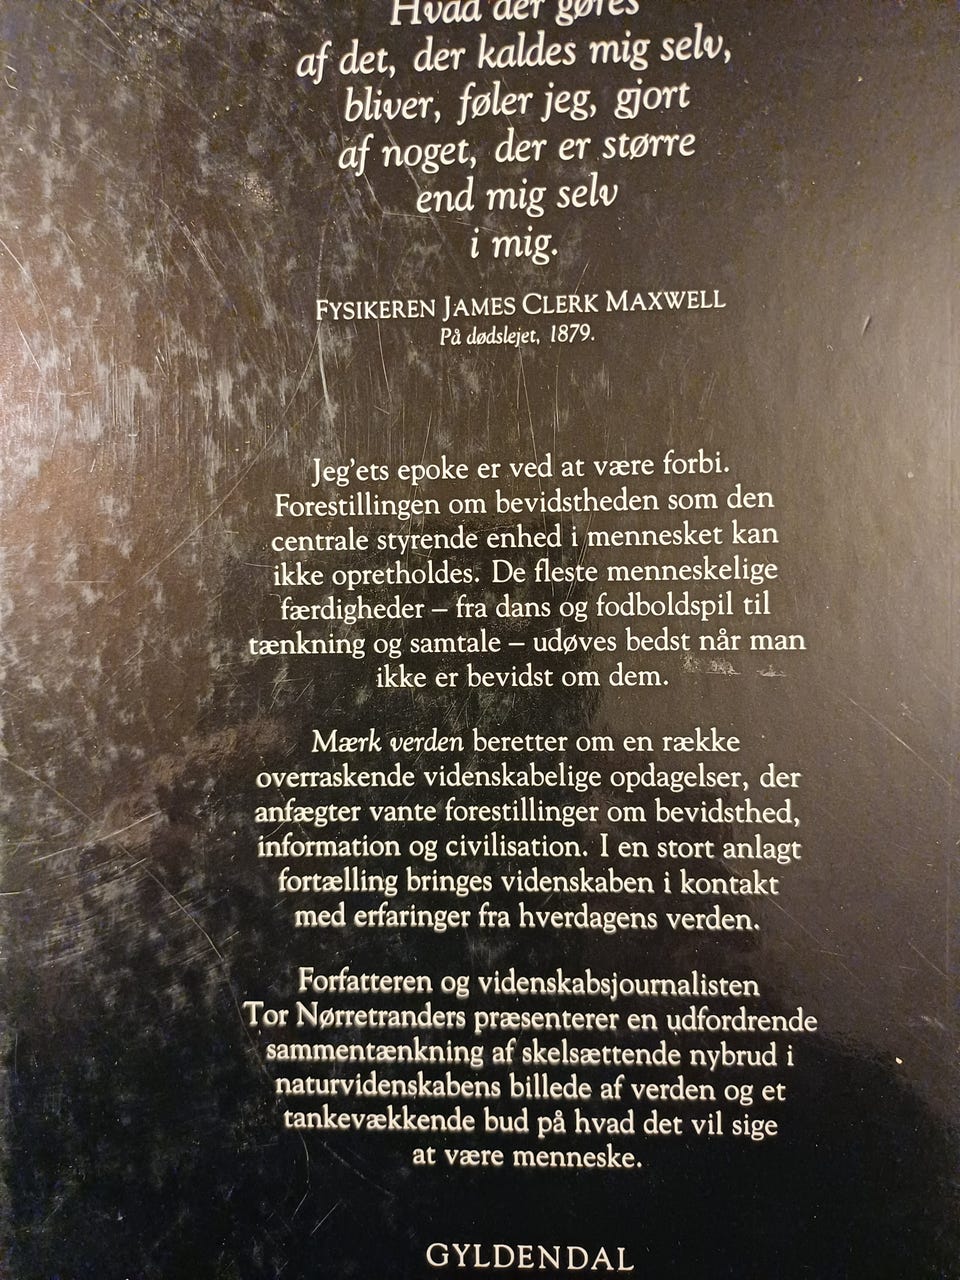 Hvad der gøres
af det, der kaldes mig selv,
bliver, føler jeg, gjort
af noget, der er større
end mig selv
i mig.
FYSIKEREN JAMES CLERK MAXWELL
På dødslejet, 1879.
Jeg'ets epoke er ved at være forbi.
Forestillingen om bevidstheden som den
centrale styrende enhed i mennesket kan
ikke opretholdes. De fleste menneskelige
færdigheder – fra dans og fodboldspil til
tænkning og samtale – udøves bedst når man
ikke er bevidst om dem.
Mærk verden beretter om en række
overraskende videnskabelige opdagelser, der
anfægter vante forestillinger om bevidsthed,
information og civilisation. I en stort anlagt
fortælling bringes videnskaben i kontakt
med erfaringer fra hverdagens verden.
Forfatteren og videnskabsjournalisten
Tor Nørretranders præsenterer en udfordrende
sammentænkning af skelsættende nybrud i
naturvidenskabens billede af verden og et
tankevækkende bud på hvad det vil sige
at være menneske.
GYLDENDAL